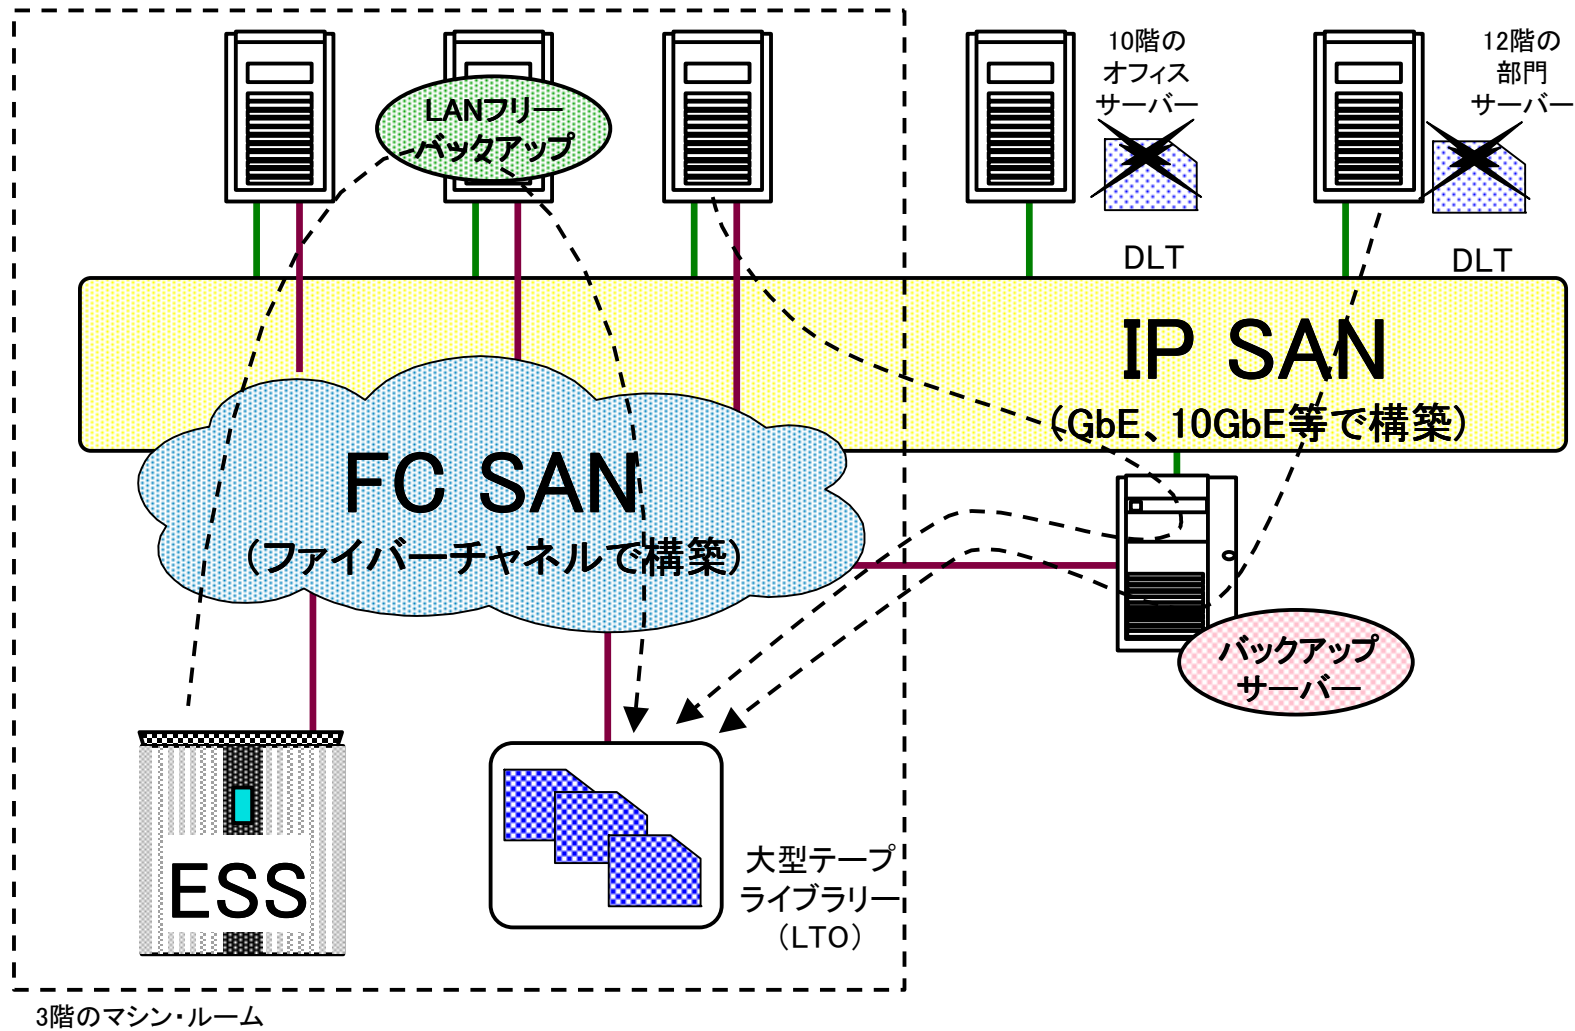 10階の
オフィス
サーバー
12階の
部門
サーバー
LANフリー
バックアップ
DLT
DLT
IP SAN
（GbE、10GbE等で構築）
FC SAN
（ファイバーチャネルで構築）
バックアップ
サーバー
ESS
大型テープ
ライブラリー
（LTO）
3階のマシン・ルーム